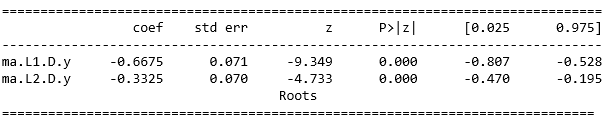 ==============================================================================
                 coef    std err          z      P>|z|      [0.025      0.975]
------------------------------------------------------------------------------
ma.L1.D.y     -0.6675      0.071     -9.349      0.000      -0.807      -0.528
ma.L2.D.y     -0.3325      0.070     -4.733      0.000      -0.470      -0.195
                                    Roots
=============================================================================